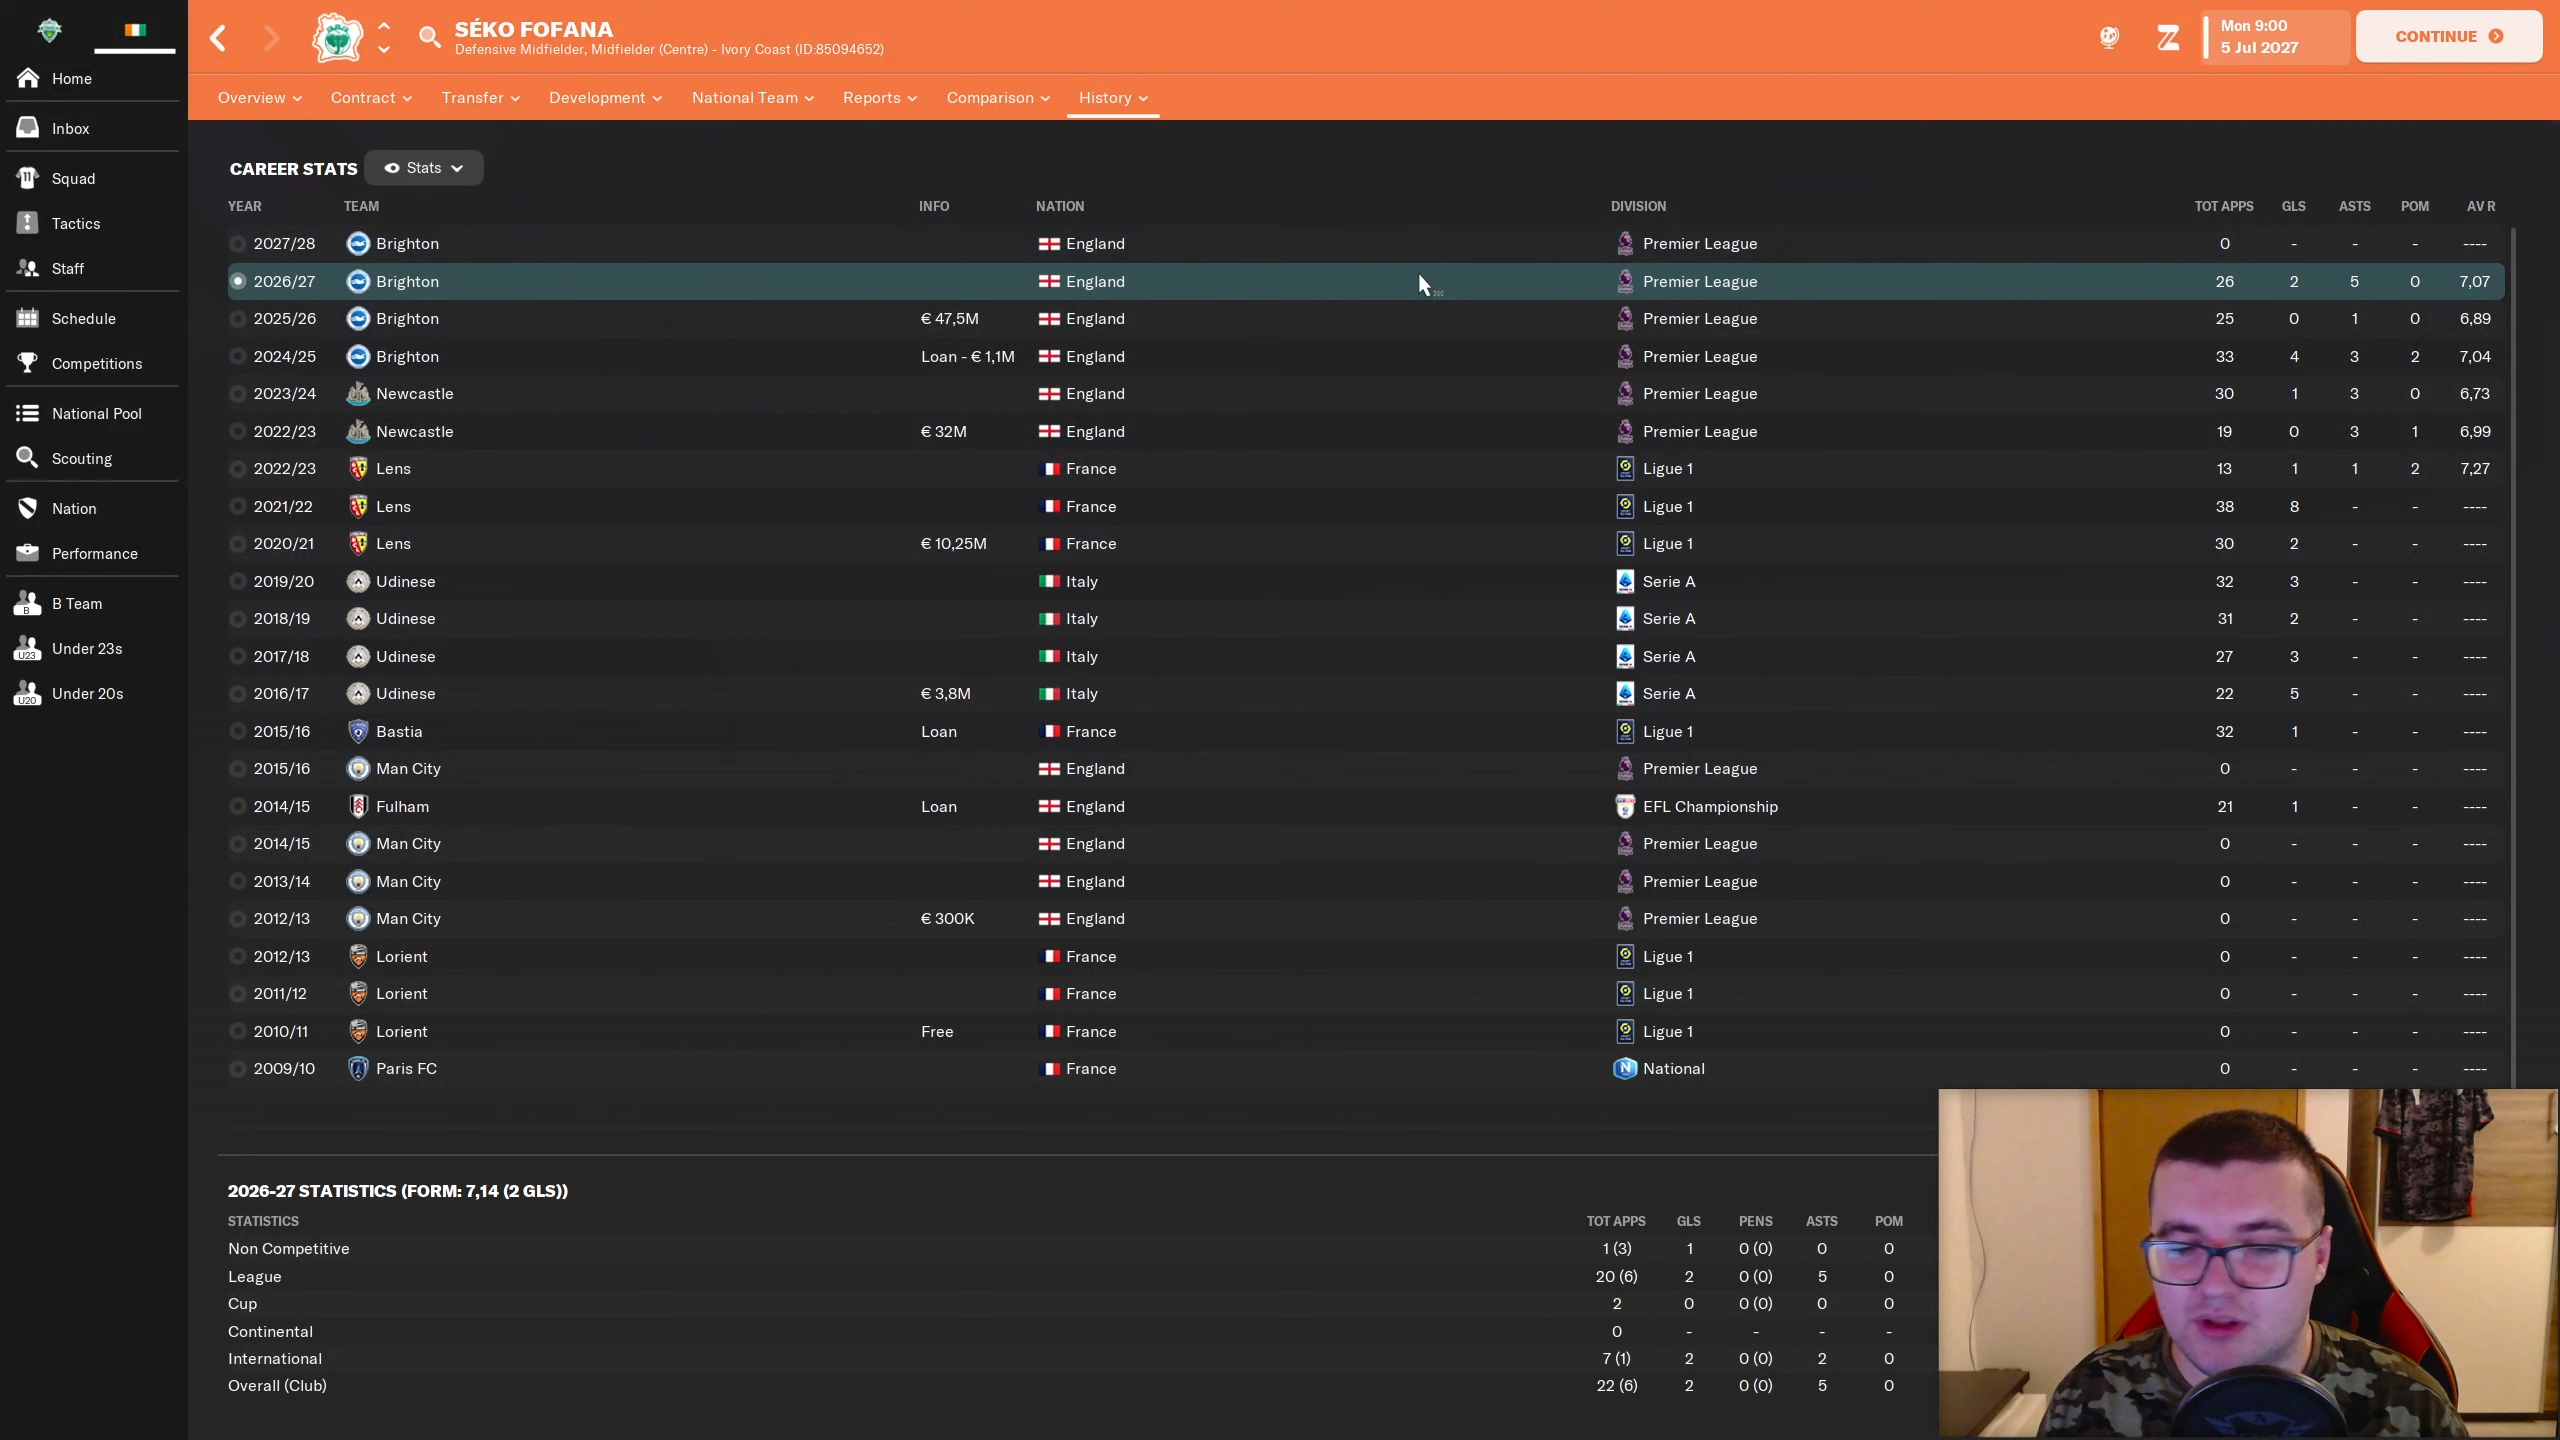 SÉKO FOFANA
Defensive Midfielder, Midfielder (Centre) - Ivory Coast (ID:85094652)
Mon 9:00
5 Jul 2027
CONTINUE
Home
Inbox
Squad
Tactics
Staff
Schedule
Competitions
National Pool
Scouting
Nation
Performance
B Team
Under 23s
Under 20s
Overview Contract Transfer Development National Team Reports Comparison History
CAREER STATS Stats
YEAR TEAM INFO NATION DIVISION TOT APPS GLS ASTS POM AV R
2027/28 Brighton England Premier League 0 - - - ----
2026/27 Brighton England Premier League 26 2 5 0 7,07
2025/26 Brighton € 47,5M England Premier League 25 0 1 0 6,89
2024/25 Brighton Loan - € 1,1M England Premier League 33 4 3 2 7,04
2023/24 Newcastle England Premier League 30 1 3 0 6,73
2022/23 Newcastle € 32M England Premier League 19 0 3 1 6,99
2022/23 Lens France Ligue 1 13 1 1 2 7,27
2021/22 Lens France Ligue 1 38 8 - - ----
2020/21 Lens € 10,25M France Ligue 1 30 2 - - ----
2019/20 Udinese Italy Serie A 32 3 - - ----
2018/19 Udinese Italy Serie A 31 2 - - ----
2017/18 Udinese Italy Serie A 27 3 - - ----
2016/17 Udinese € 3,8M Italy Serie A 22 5 - - ----
2015/16 Bastia Loan France Ligue 1 32 1 - - ----
2015/16 Man City England Premier League 0 - - - ----
2014/15 Fulham Loan England EFL Championship 21 1 - - ----
2014/15 Man City England Premier League 0 - - - ----
2013/14 Man City England Premier League 0 - - - ----
2012/13 Man City € 300K England Premier League 0 - - - ----
2012/13 Lorient France Ligue 1 0 - - - ----
2011/12 Lorient France Ligue 1 0 - - - ----
2010/11 Lorient Free France Ligue 1 0 - - - ----
2009/10 Paris FC France National 0 - - - ----
2026-27 STATISTICS (FORM: 7,14 (2 GLS))
STATISTICS TOT APPS GLS PENS ASTS POM
Non Competitive 1 (3) 1 0 (0) 0 0
League 20 (6) 2 0 (0) 5 0
Cup 2 0 0 (0) 0 0
Continental 0 - - - -
International 7 (1) 2 0 (0) 2 0
Overall (Club) 22 (6) 2 0 (0) 5 0